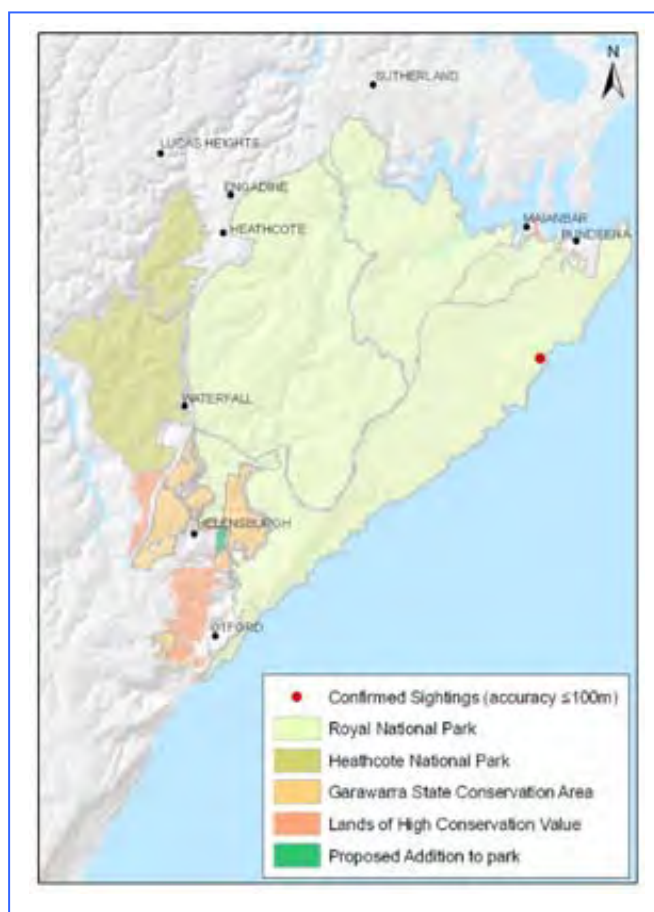 N
SUTHERLAND
LUCAS HEIGHTS
ENGADINE
HEATHCOTE
MAIANBAR
BUNDEENA
WATERFALL
HELENSBURGH
OTFORD
Confirmed Sightings (accuracy ≤100m)
Royal National Park
Heathcote National Park
Garawarra State Conservation Area
Lands of High Conservation Value
Proposed Addition to park